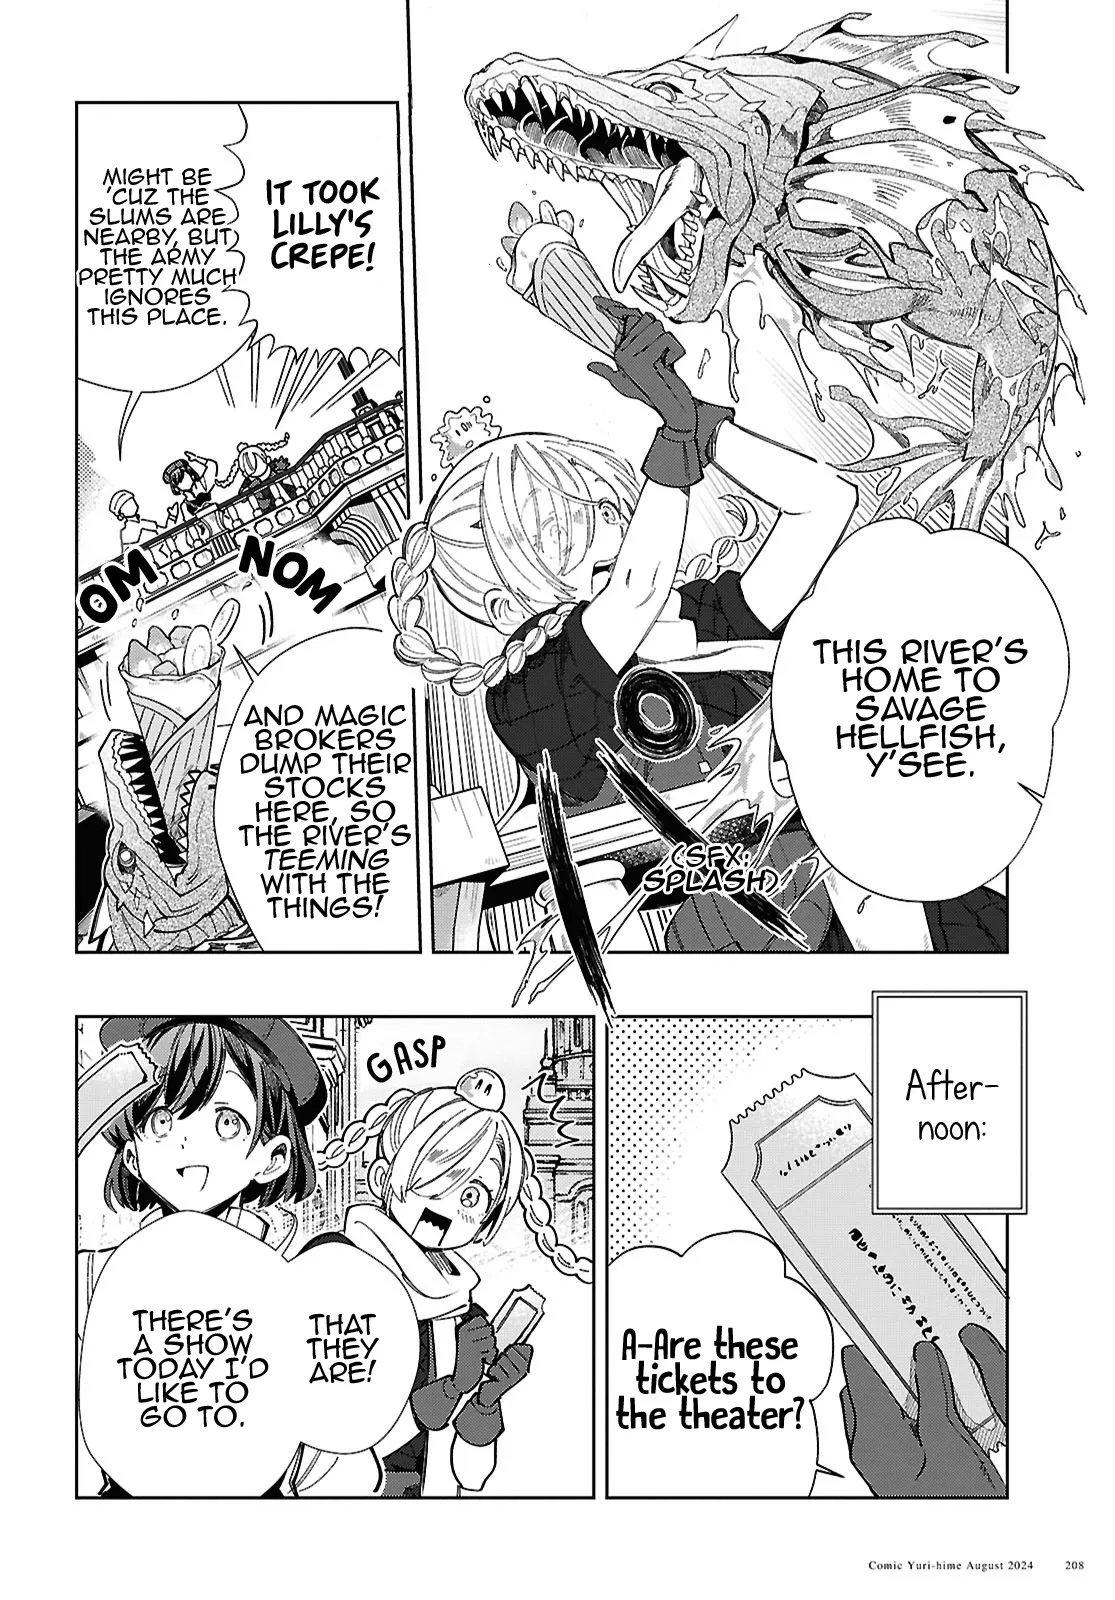 THIS RIVER'S
HOME TO
SAVAGE
HELLFISH,
Y'SEE.
(SFX:
SPLASH)
IT TOOK
LILLY'S
CREPE!
MIGHT BE
'CUZ THE
SLUMS ARE
NEARBY, BUT
THE ARMY
PRETTY MUCH
IGNORES
THIS PLACE.
OM
NOM
AND MAGIC
BROKERS
DUMP THEIR
STOCKS
HERE, SO
THE RIVER'S
TEEMING
WITH THE
THINGS!
After-
noon:
A-Are these
tickets to
the theater?
GASP
THAT
THEY
ARE!
THERE'S
A SHOW
TODAY I'D
LIKE TO
GO TO.
Comic Yuri-hime August 2024 208